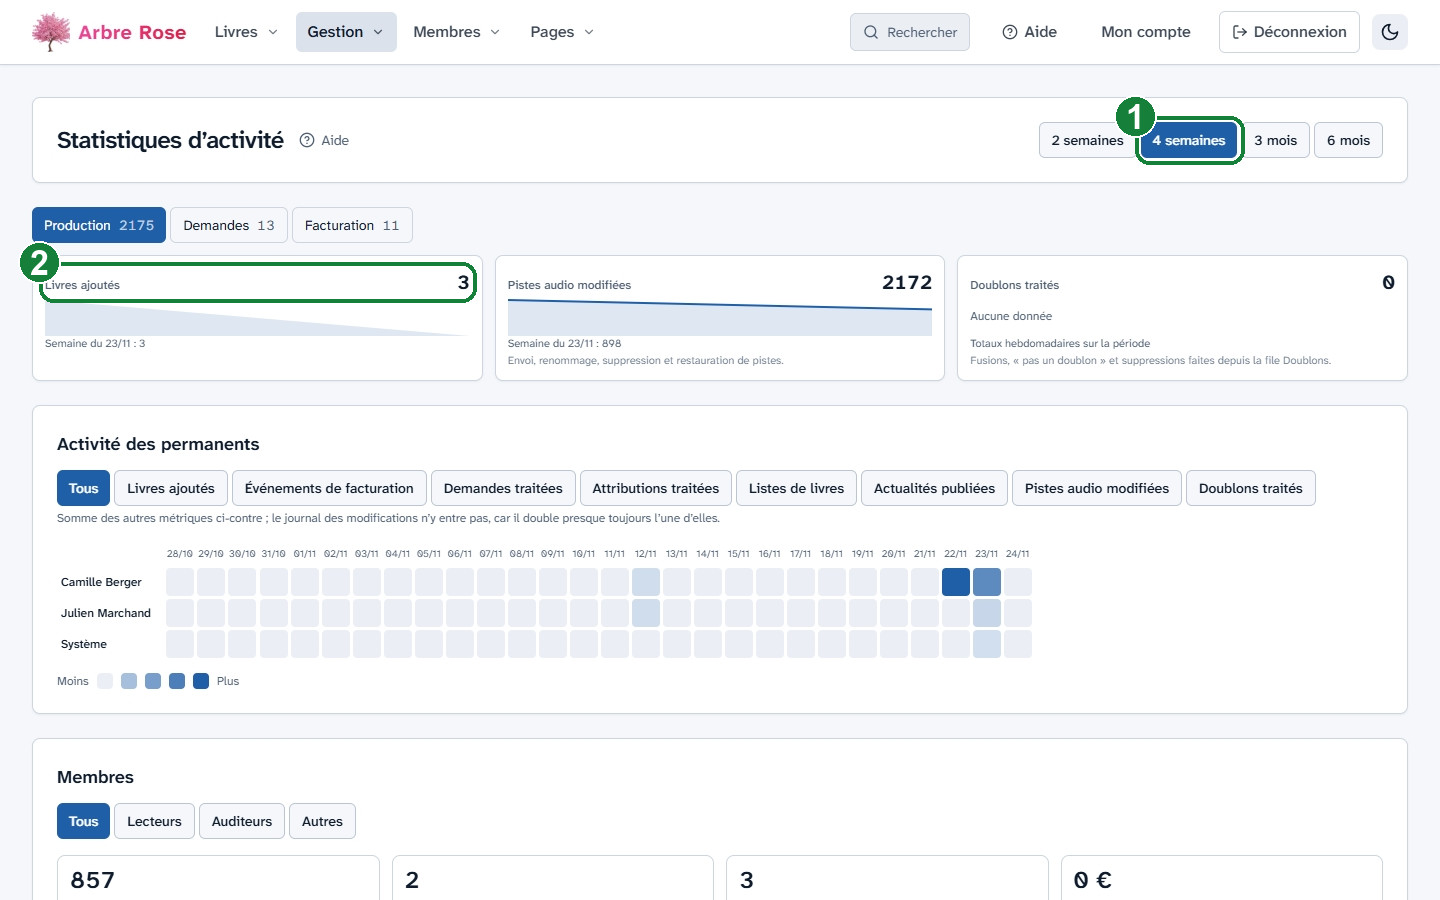 Arbre Rose
Livres
Gestion
Membres
Pages
Rechercher
Aide
Mon compte
Déconnexion
Statistiques d’activité
Aide
1
2 semaines
4 semaines
3 mois
6 mois
Production 2175
Demandes 13
Facturation 11
2
Livres ajoutés 3
Semaine du 23/11 : 3
Pistes audio modifiées 2172
Semaine du 23/11 : 898
Envoi, renommage, suppression et restauration de pistes.
Doublons traités 0
Aucune donnée
Totaux hebdomadaires sur la période
Fusions, « pas un doublon » et suppressions faites depuis la file Doublons.
Activité des permanents
Tous
Livres ajoutés
Événements de facturation
Demandes traitées
Attributions traitées
Listes de livres
Actualités publiées
Pistes audio modifiées
Doublons traités
Somme des autres métriques ci-contre ; le journal des modifications n’y entre pas, car il double presque toujours l’une d’elles.
28/10 29/10 30/10 31/10 01/11 02/11 03/11 04/11 05/11 06/11 07/11 08/11 09/11 10/11 11/11 12/11 13/11 14/11 15/11 16/11 17/11 18/11 19/11 20/11 21/11 22/11 23/11 24/11
Camille Berger
Julien Marchand
Système
Moins
Plus
Membres
Tous
Lecteurs
Auditeurs
Autres
857
2
3
0 €